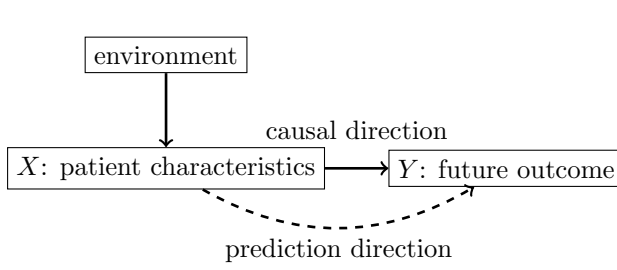 environment
causal direction
X: patient characteristics
Y: future outcome
prediction direction